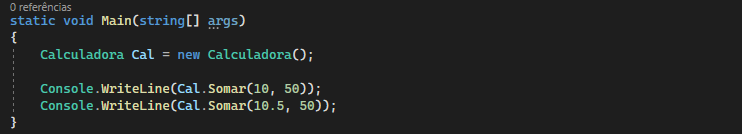 0 referências
static void Main(string[] args)
{
Calculadora Cal = new Calculadora();
Console.WriteLine(Cal.Somar(10, 50));
Console.WriteLine(Cal.Somar(10.5, 50));
}